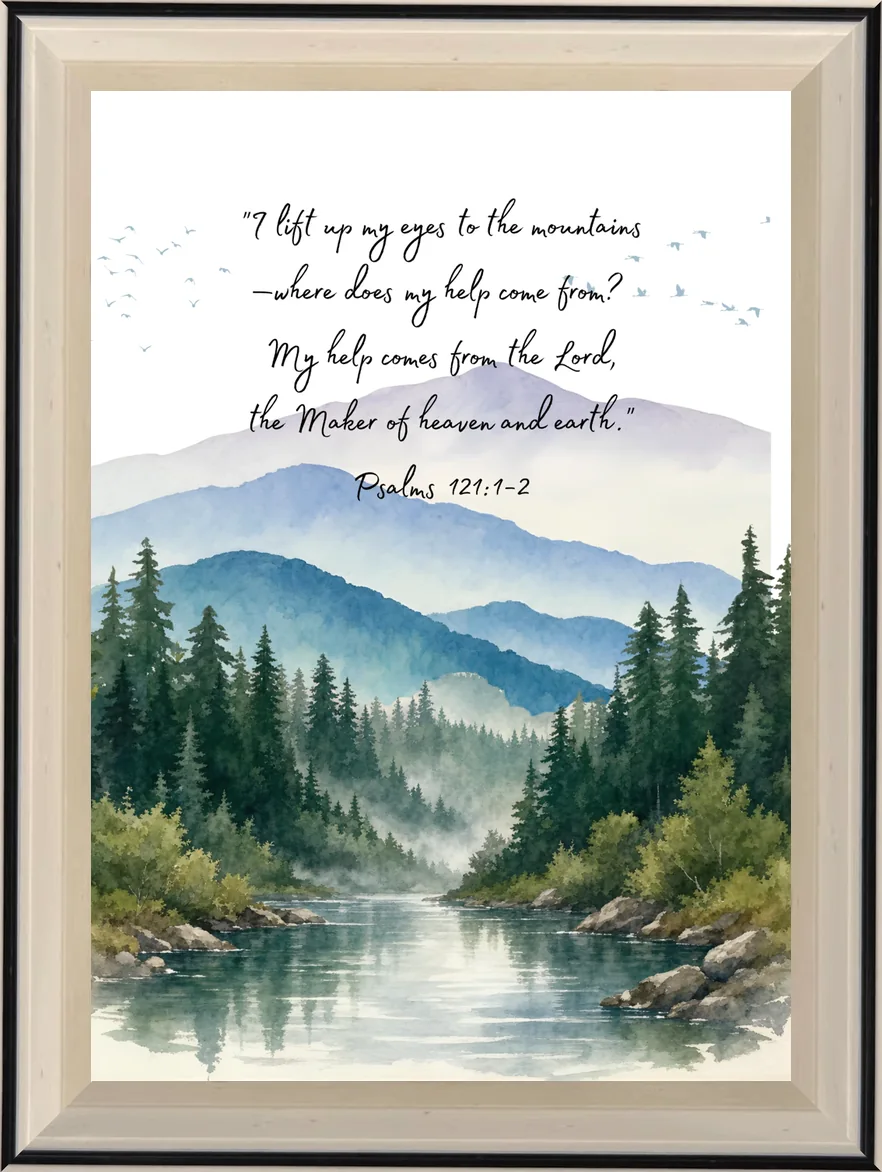 "I lift up my eyes to the mountains
—where does my help come from?
My help comes from the Lord,
the Maker of heaven and earth."
Psalms 121:1-2